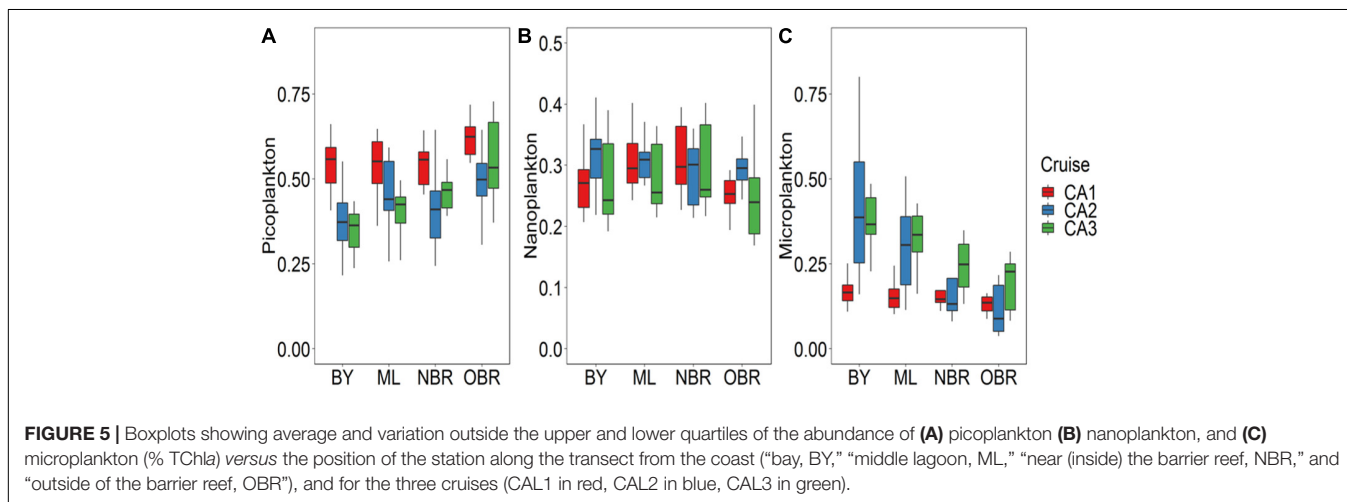 A
B
C
Picoplankton
0.75
0.50
0.25
0.00
BY ML NBR OBR
Nanoplankton
0.5
0.4
0.3
0.2
0.1
0.0
BY ML NBR OBR
Microplankton
0.75
0.50
0.25
0.00
BY ML NBR OBR
Cruise
CA1
CA2
CA3
FIGURE 5 | Boxplots showing average and variation outside the upper and lower quartiles of the abundance of (A) picoplankton (B) nanoplankton, and (C)
microplankton (% TChla) versus the position of the station along the transect from the coast (“bay, BY,” “middle lagoon, ML,” “near (inside) the barrier reef, NBR,” and
“outside of the barrier reef, OBR”), and for the three cruises (CAL1 in red, CAL2 in blue, CAL3 in green).